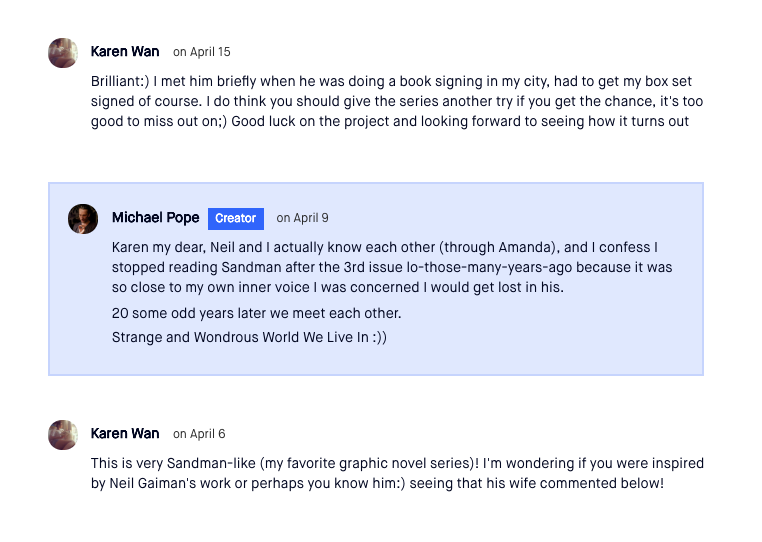 Karen Wan on April 15
Brilliant:) I met him briefly when he was doing a book signing in my city, had to get my box set
signed of course. I do think you should give the series another try if you get the chance, it's too
good to miss out on;) Good luck on the project and looking forward to seeing how it turns out
Michael Pope Creator on April 9
Karen my dear, Neil and I actually know each other (through Amanda), and I confess I
stopped reading Sandman after the 3rd issue lo-those-many-years-ago because it was
so close to my own inner voice I was concerned I would get lost in his.
20 some odd years later we meet each other.
Strange and Wondrous World We Live In :))
Karen Wan on April 6
This is very Sandman-like (my favorite graphic novel series)! I'm wondering if you were inspired
by Neil Gaiman's work or perhaps you know him:) seeing that his wife commented below!